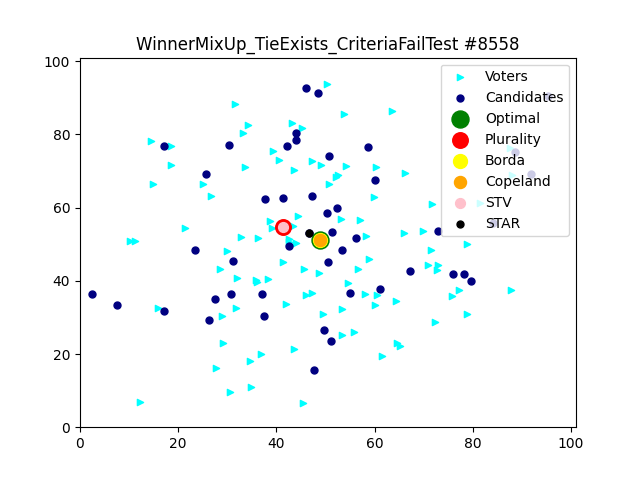 WinnerMixUp_TieExists_CriteriaFailTest #8558
100
80
60
40
20
0
0 20 40 60 80 100
Voters
Candidates
Optimal
Plurality
Borda
Copeland
STV
STAR